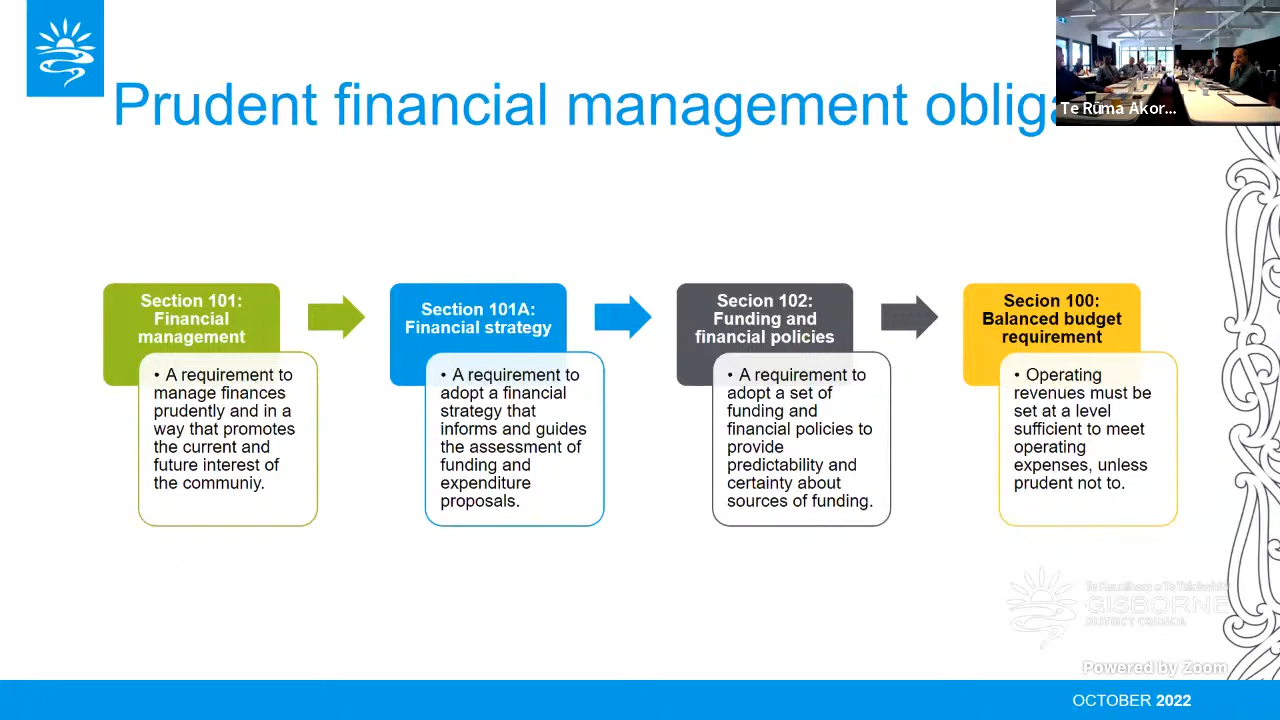 Prudent financial management obliga
Te Rūma Akor...
Section 101:
Financial
management
• A requirement to
manage finances
prudently and in a
way that promotes
the current and
future interest of
the communiy.
Section 101A:
Financial strategy
• A requirement to
adopt a financial
strategy that
informs and guides
the assessment of
funding and
expenditure
proposals.
Secion 102:
Funding and
financial policies
• A requirement to
adopt a set of
funding and
financial policies to
provide
predictability and
certainty about
sources of funding.
Secion 100:
Balanced budget
requirement
• Operating
revenues must be
set at a level
sufficient to meet
operating
expenses, unless
prudent not to.
GISBORNE
DISTRICT COUNCIL
Powered by Zoom
OCTOBER 2022